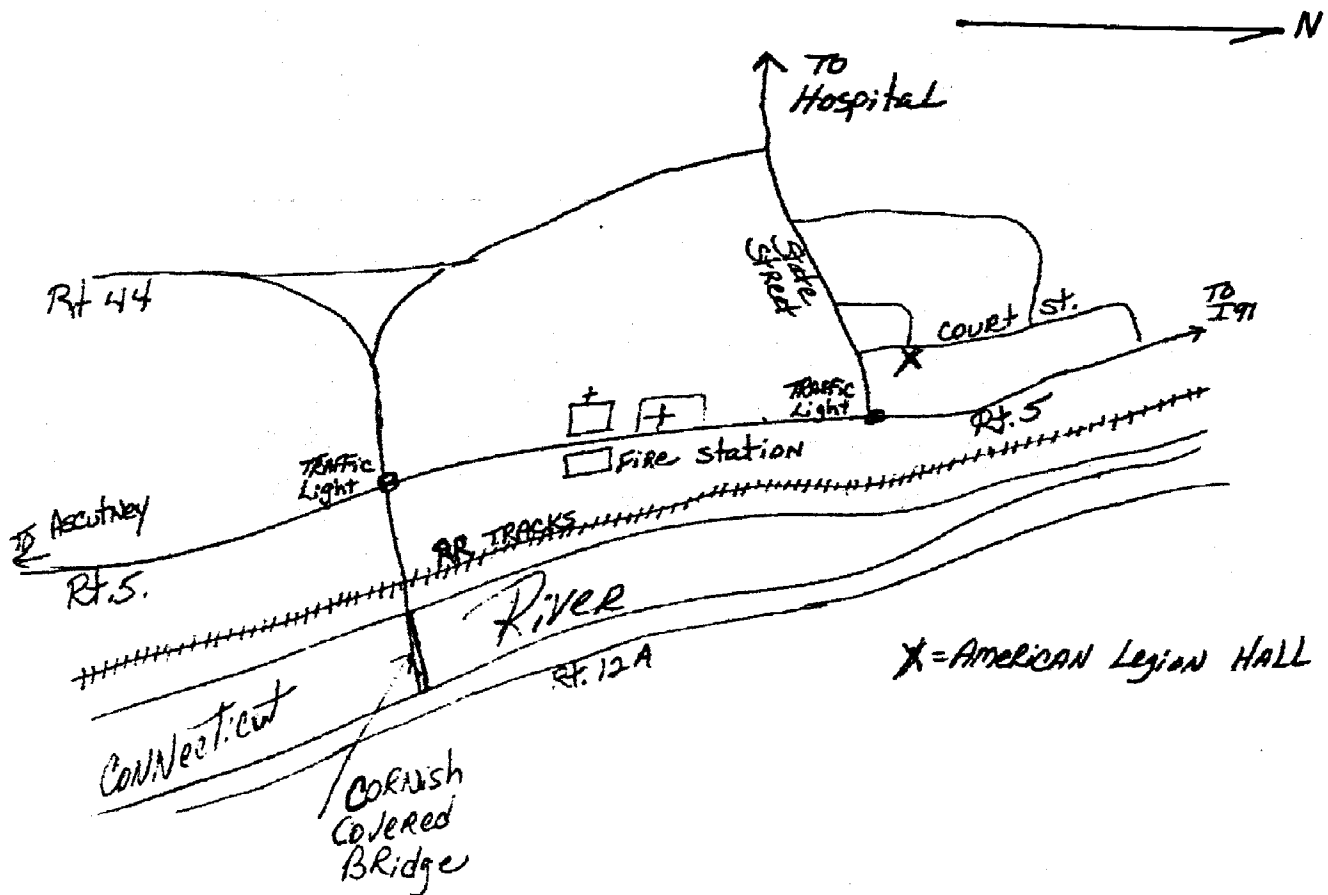 N
To
Hospital
State
Street
Rt 44
Court St.
To
I91
Traffic
Light
Rt. 5
Fire Station
Traffic
Light
To Ascutney
Rt. 5.
RR TRACKS
River
Rt. 12A
X = American Legion Hall
Connecticut
Cornish
Covered
Bridge